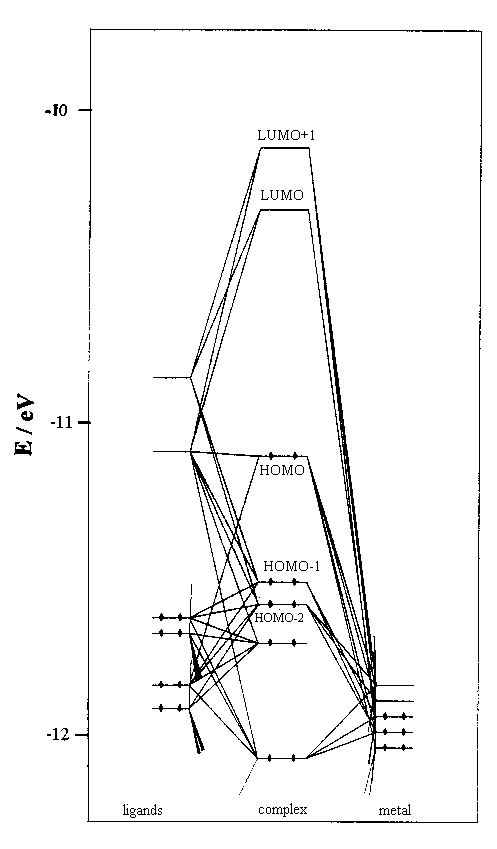 -10
LUMO+1
LUMO
-11
E / eV
HOMO
HOMO-1
HOMO-2
-12
ligands complex metal